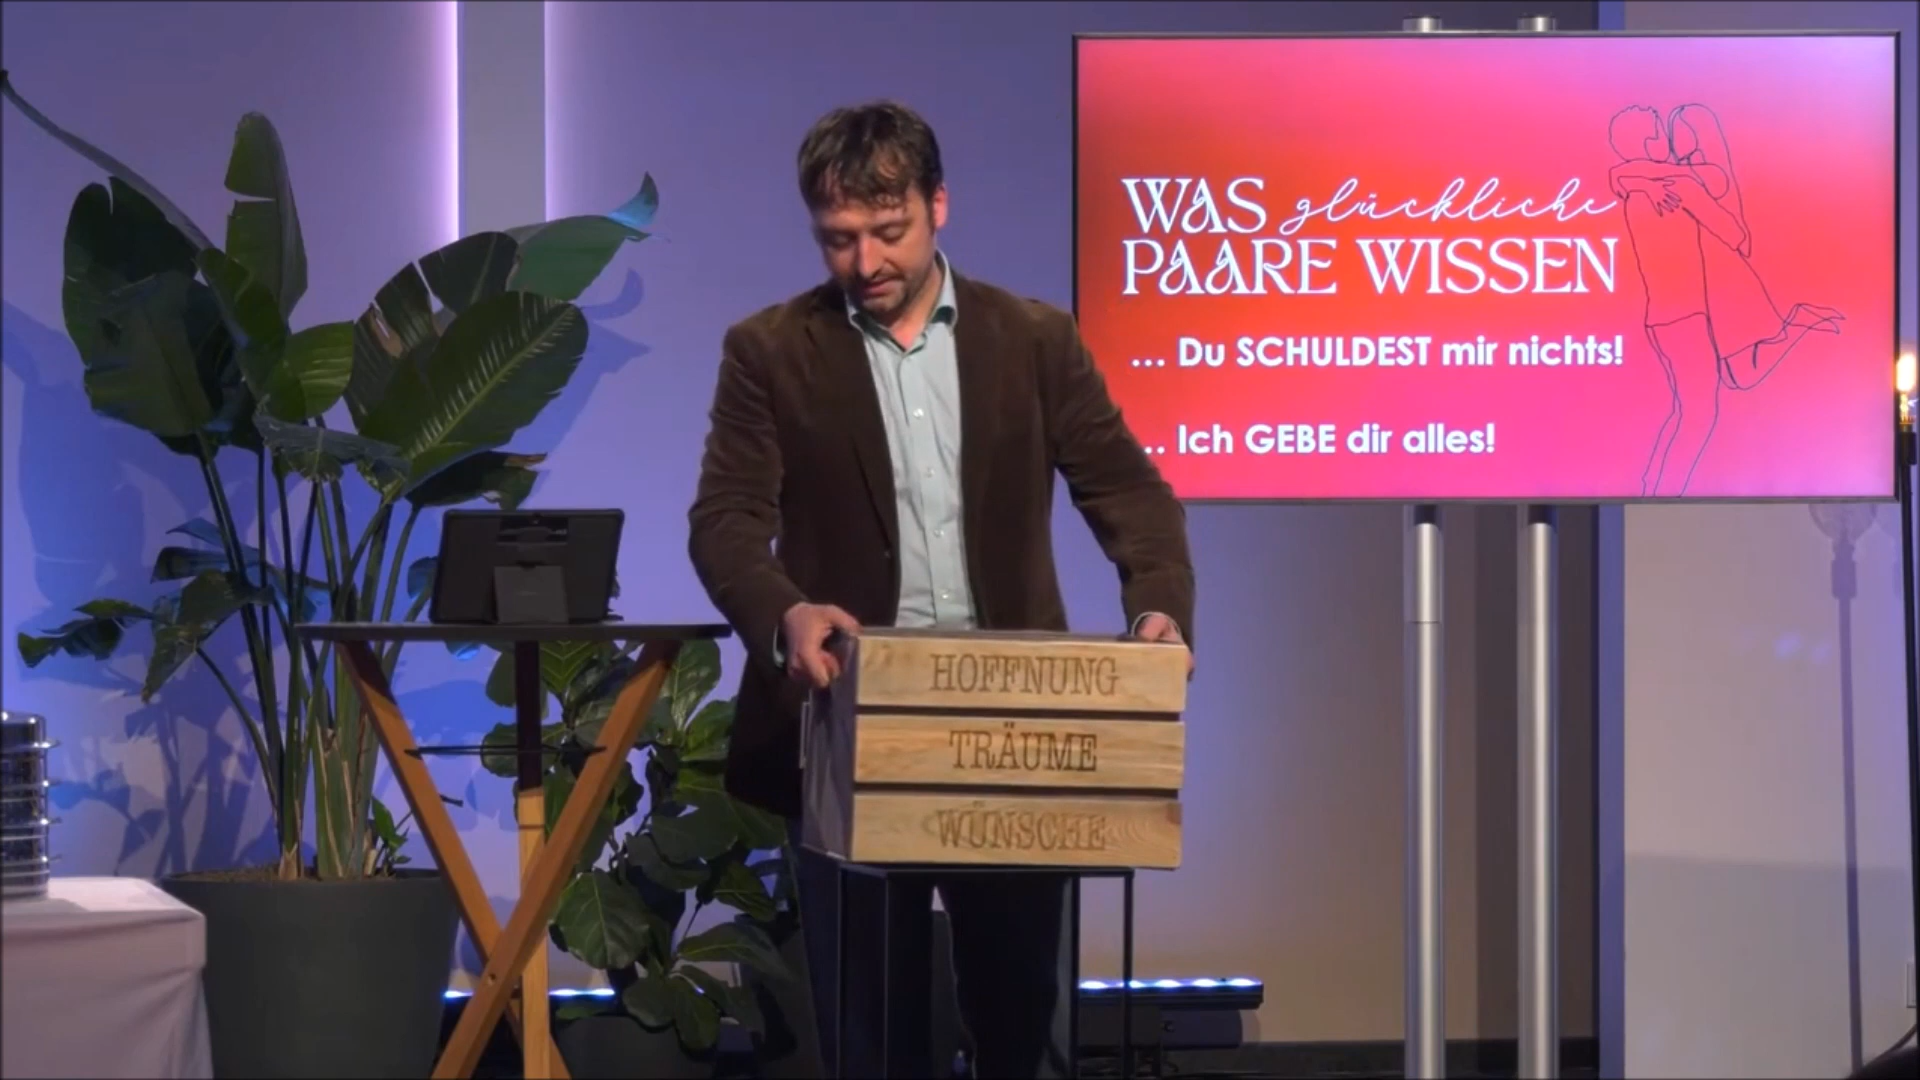 WAS glückliche
PAARE WISSEN
... Du SCHULDEST mir nichts!
.. Ich GEBE dir alles!
HOFFNUNG
TRÄUME
WÜNSCHE